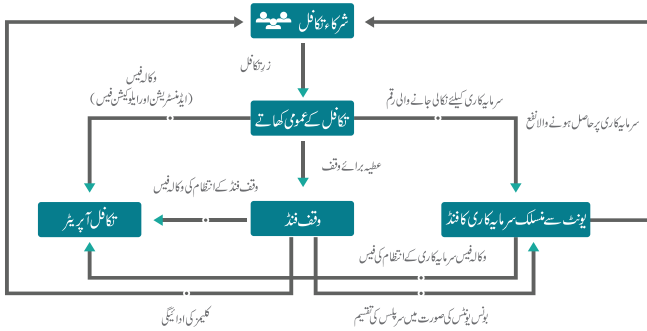 شرکاء تکافل
زرِ تکافل
وکالہ فیس
(ایڈمنسٹریشن اور ایلوکیشن فیس)
تکافل کے عمومی کھاتے
سرمایہ کاری کیلئے نکالی جانے والی رقم
سرمایہ کاری پر حاصل ہونے والا نفع
عطیہ برائے وقف
وقف فنڈ کے انتظام کی وکالہ فیس
تکافل آپریٹر
وقف فنڈ
یونٹ سے منسلک سرمایہ کاری کا فنڈ
وکالہ فیس سرمایہ کاری کے انتظام کی فیس
کلیمز کی ادائیگی
بونس یونٹس کی صورت میں سرپلس کی تقسیم